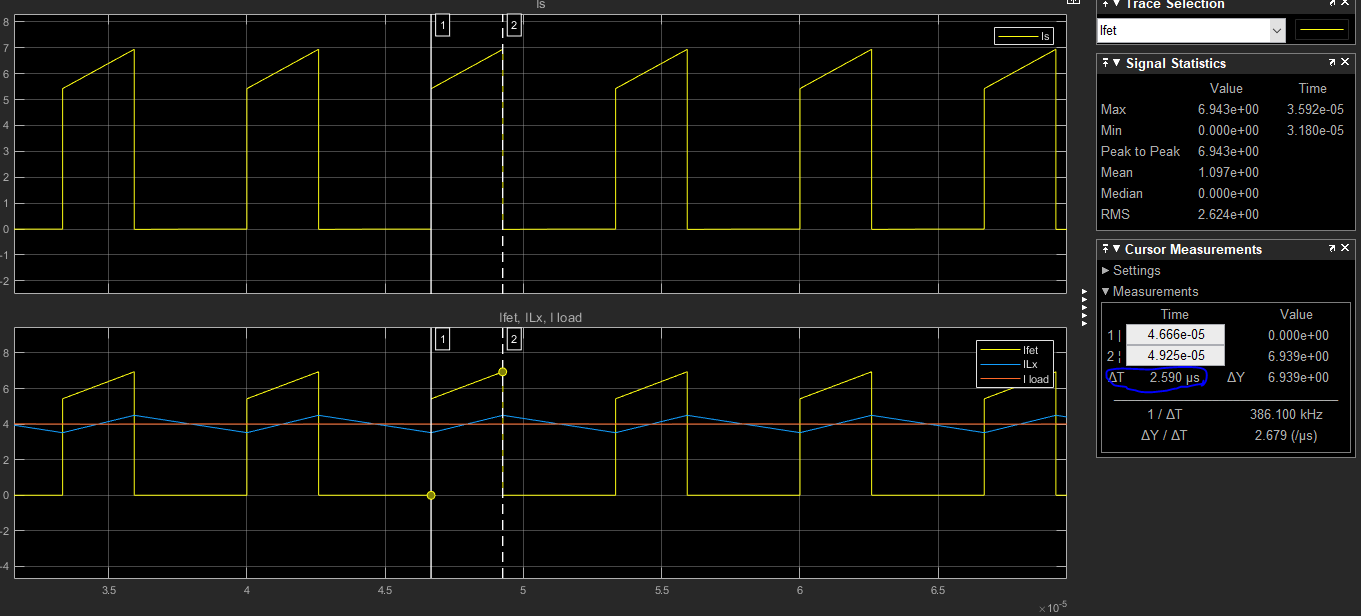 Is
1
2
8
7
6
5
4
3
2
1
0
-1
-2
Is
Ifet, ILx, I load
1
2
8
6
4
2
0
-2
-4
Ifet
ILx
I load
3.5
4
4.5
5
5.5
6
6.5
×10-5
Trace Selection
Ifet
Signal Statistics
Value Time
Max 6.943e+00 3.592e-05
Min 0.000e+00 3.180e-05
Peak to Peak 6.943e+00
Mean 1.097e+00
Median 0.000e+00
RMS 2.624e+00
Cursor Measurements
Settings
Measurements
Time Value
1 | 4.666e-05 0.000e+00
2 ¦ 4.925e-05 6.939e+00
ΔT 2.590 µs ΔY 6.939e+00
1 / ΔT 386.100 kHz
ΔY / ΔT 2.679 (/µs)